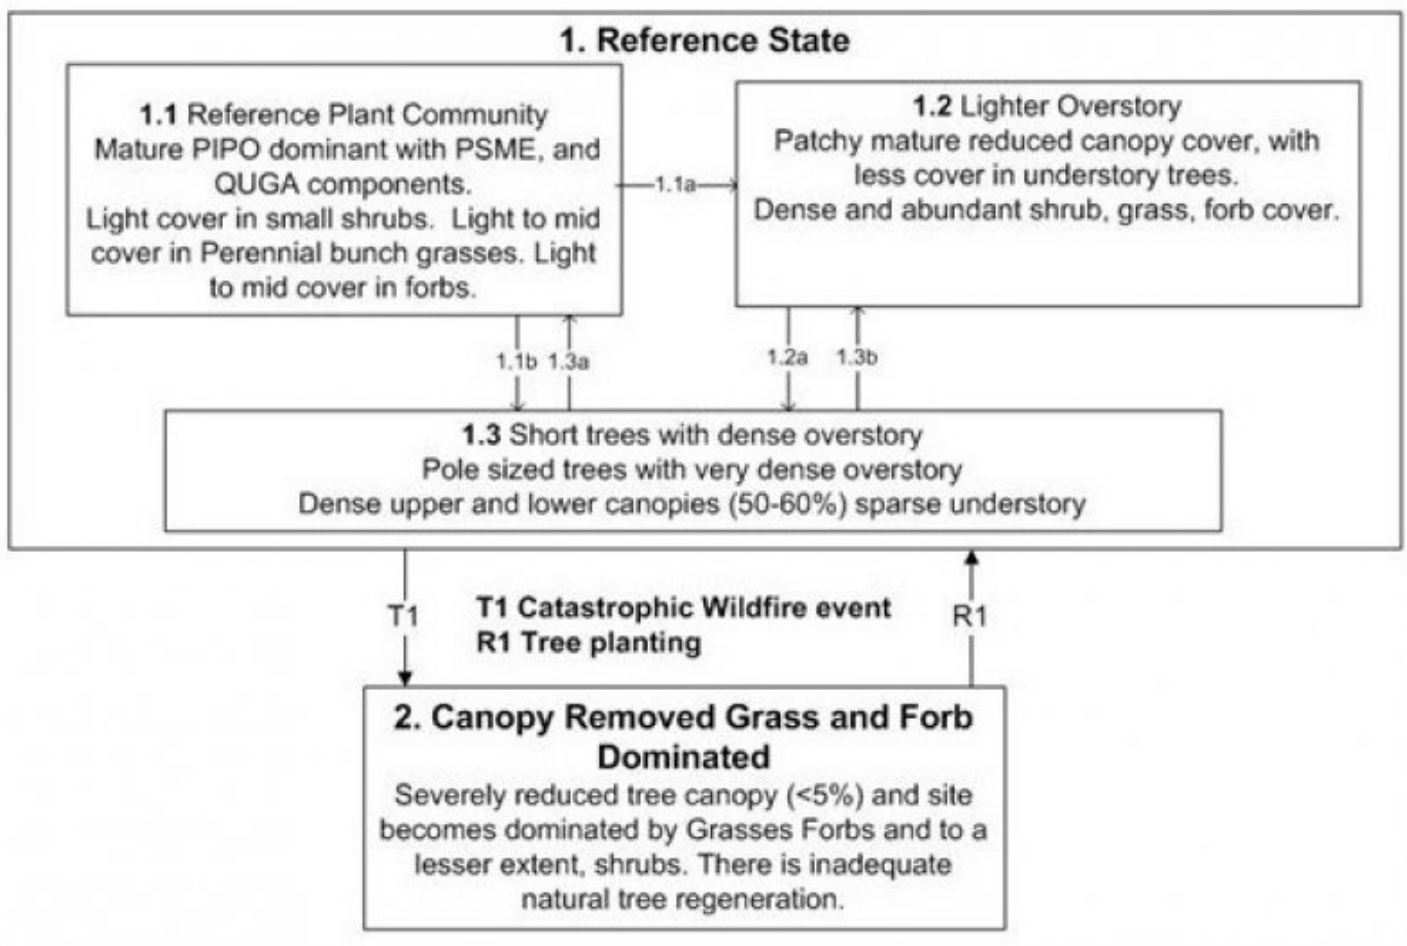 1. Reference State
1.1 Reference Plant Community
Mature PIPO dominant with PSME, and
QUGA components.
Light cover in small shrubs. Light to mid
cover in Perennial bunch grasses. Light
to mid cover in forbs.
1.1a
1.2 Lighter Overstory
Patchy mature reduced canopy cover, with
less cover in understory trees.
Dense and abundant shrub, grass, forb cover.
1.1b 1.3a
1.2a 1.3b
1.3 Short trees with dense overstory
Pole sized trees with very dense overstory
Dense upper and lower canopies (50-60%) sparse understory
T1
T1 Catastrophic Wildfire event
R1 Tree planting
R1
2. Canopy Removed Grass and Forb
Dominated
Severely reduced tree canopy (<5%) and site
becomes dominated by Grasses Forbs and to a
lesser extent, shrubs. There is inadequate
natural tree regeneration.